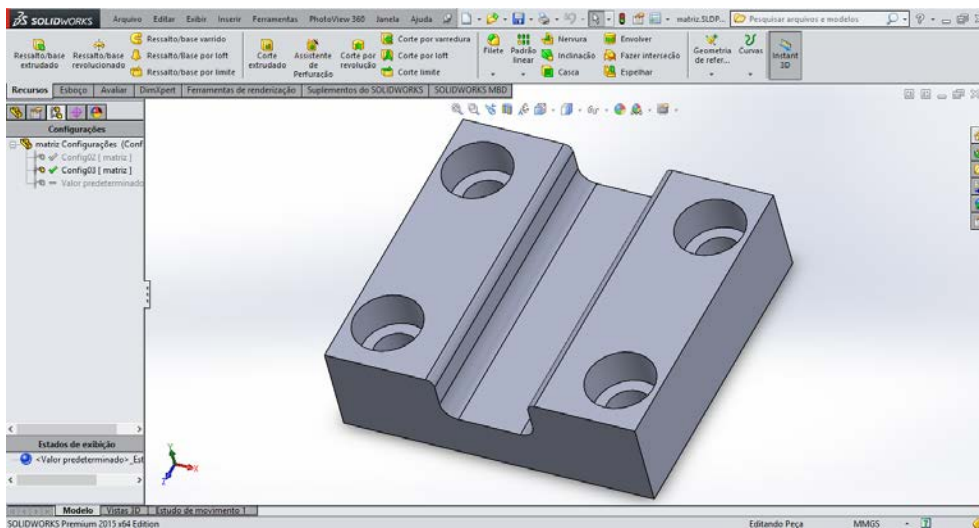 SOLIDWORKS Arquivo Editar Exibir Inserir Ferramentas PhotoView 360 Janela Ajuda matriz.SLDP... Pesquisar arquivos e modelos
Ressalto/base extrudado
Ressalto/base revolucionado
Ressalto/base varrido
Ressalto/Base por loft
Ressalto/base por limite
Corte extrudado
Assistente de Perfuração
Corte por revolução
Corte por varredura
Corte por loft
Corte limite
Filete
Padrão linear
Nervura
Inclinação
Casca
Envolver
Fazer interseção
Espelhar
Geometria de refer...
Curvas
Instant 3D
Recursos Esboço Avaliar DimXpert Ferramentas de renderização Suplementos do SOLIDWORKS SOLIDWORKS MBD
Configurações
matriz Configurações (Conf
Config02 [ matriz ]
Config03 [ matriz ]
Valor predeterminado
Estados de exibição
<Valor predeterminado>_Est
Y
X
Z
Modelo Vistas 3D Estudo de movimento 1
SOLIDWORKS Premium 2015 x64 Edition Editando Peça MMGS